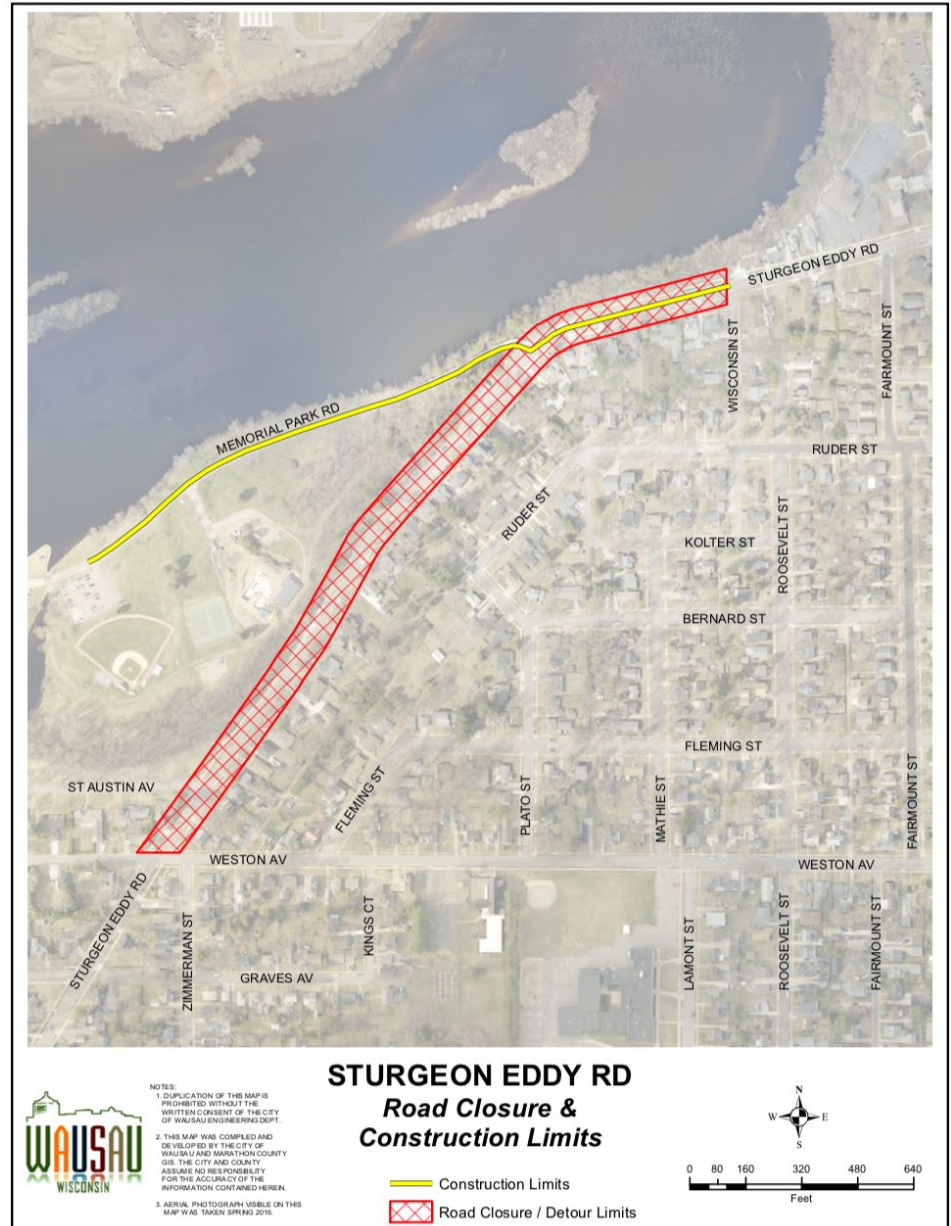 STURGEON EDDY RD
WISCONSIN ST
FAIRMOUNT ST
MEMORIAL PARK RD
RUDER ST
RUDER ST
ROOSEVELT ST
KOLTER ST
BERNARD ST
FLEMING ST
ST AUSTIN AV
FLEMING ST
PLATO ST
MATHIE ST
FAIRMOUNT ST
WESTON AV
WESTON AV
STURGEON EDDY RD
ZIMMERMAN ST
KINGS CT
GRAVES AV
LAMONT ST
ROOSEVELT ST
FAIRMOUNT ST
STURGEON EDDY RD
Road Closure &
Construction Limits
WAUSAU
WISCONSIN
NOTES:
1. DUPLICATION OF THIS MAP IS
PROHIBITED WITHOUT THE
WRITTEN CONSENT OF THE CITY
OF WAUSAU ENGINEERING DEPT.
2. THIS MAP WAS COMPILED AND
DEVELOPED BY THE CITY OF
WAUSAU AND MARATHON COUNTY
GIS. THE CITY AND COUNTY
ASSUME NO RESPONSIBILITY
FOR THE ACCURACY OF THE
INFORMATION CONTAINED HEREIN.
3. AERIAL PHOTOGRAPH VISIBLE ON THIS
MAP WAS TAKEN SPRING 2016.
Construction Limits
Road Closure / Detour Limits
N
W E
S
0 80 160 320 480 640
Feet